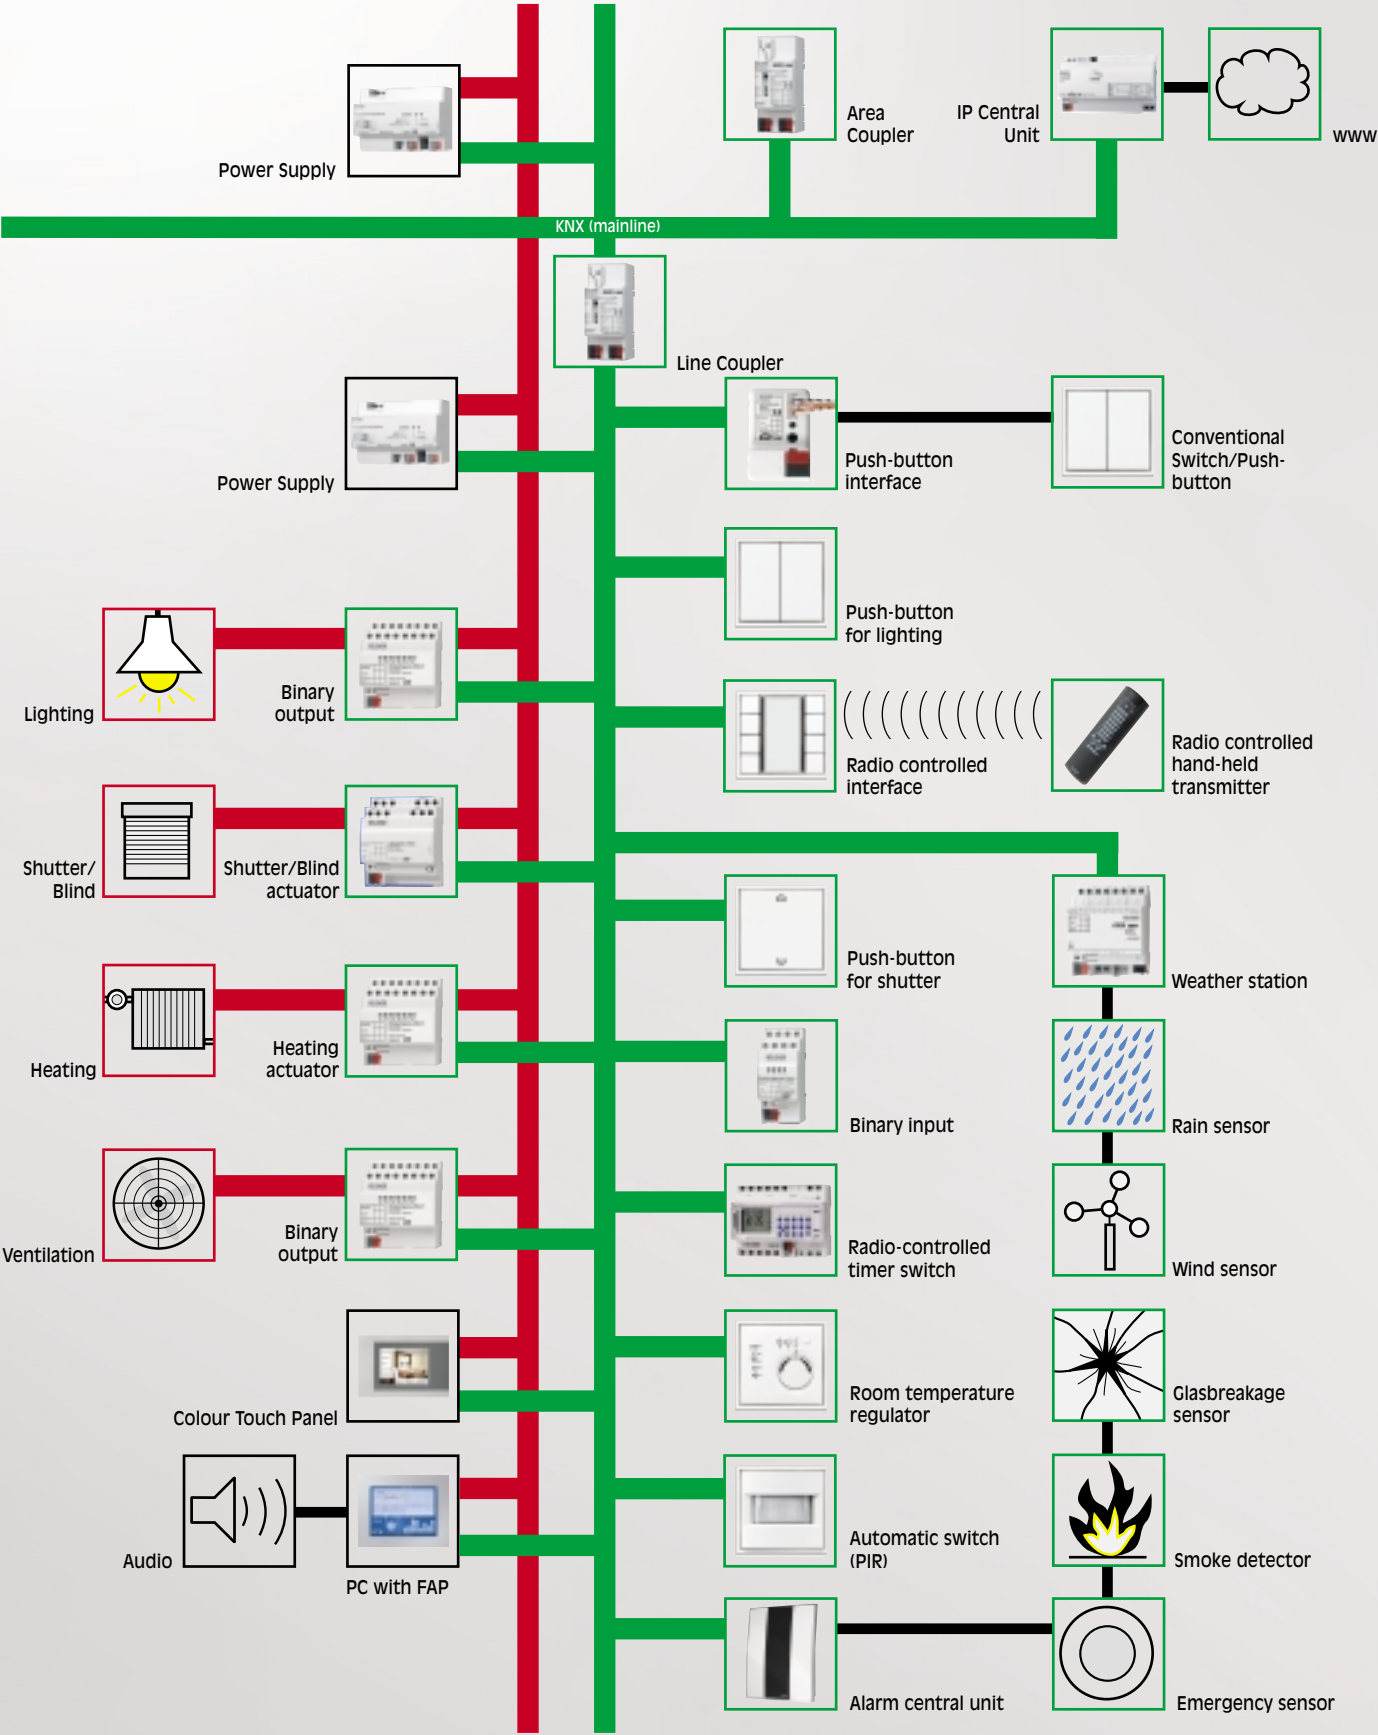 Area
Coupler
IP Central
Unit
www
Power Supply
KNX (mainline)
Line Coupler
Power Supply
Push-button
interface
Conventional
Switch/Push-
button
Push-button
for lighting
Lighting
Binary
output
Radio controlled
interface
Radio controlled
hand-held
transmitter
Shutter/
Blind
Shutter/Blind
actuator
Push-button
for shutter
Weather station
Heating
Heating
actuator
Binary input
Rain sensor
Ventilation
Binary
output
Radio-controlled
timer switch
Wind sensor
Colour Touch Panel
Room temperature
regulator
Glasbreakage
sensor
Audio
PC with FAP
Automatic switch
(PIR)
Smoke detector
Alarm central unit
Emergency sensor